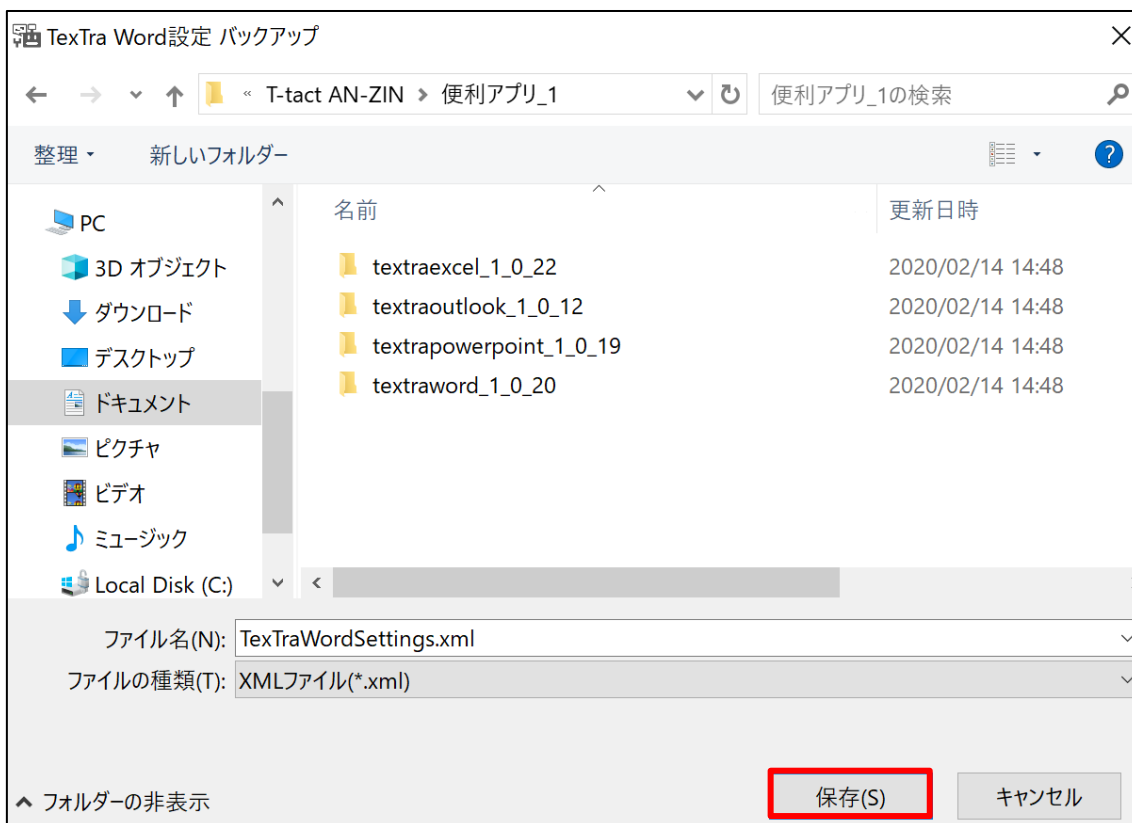 TexTra Word設定 バックアップ
« T-tact AN-ZIN > 便利アプリ_1
便利アプリ_1の検索
整理
新しいフォルダー
?
PC
3D オブジェクト
ダウンロード
デスクトップ
ドキュメント
ピクチャ
ビデオ
ミュージック
Local Disk (C:)
名前 更新日時
textraexcel_1_0_22 2020/02/14 14:48
textraoutlook_1_0_12 2020/02/14 14:48
textrapowerpoint_1_0_19 2020/02/14 14:48
textraword_1_0_20 2020/02/14 14:48
ファイル名(N): TexTraWordSettings.xml
ファイルの種類(T): XMLファイル(*.xml)
フォルダーの非表示
保存(S)
キャンセル